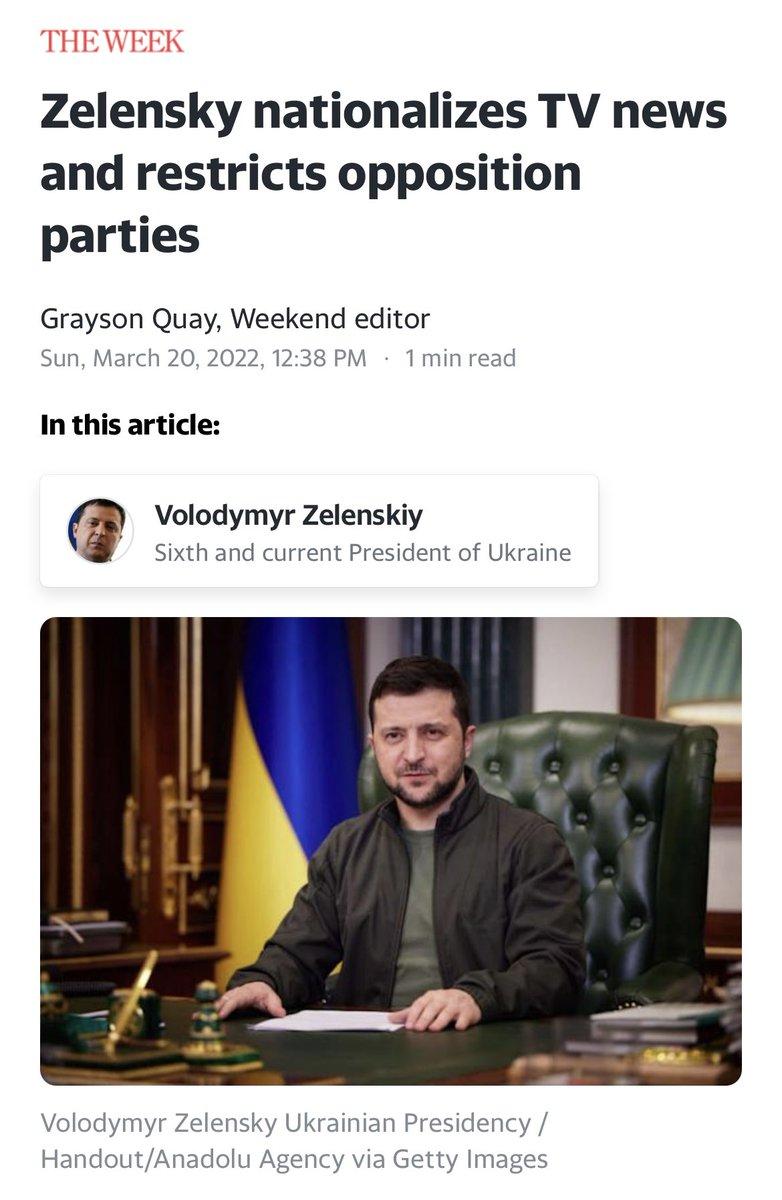 THE WEEK
Zelensky nationalizes TV news
and restricts opposition
parties
Grayson Quay, Weekend editor
Sun, March 20, 2022, 12:38 PM · 1 min read
In this article:
Volodymyr Zelenskiy
Sixth and current President of Ukraine
Volodymyr Zelensky Ukrainian Presidency /
Handout/Anadolu Agency via Getty Images